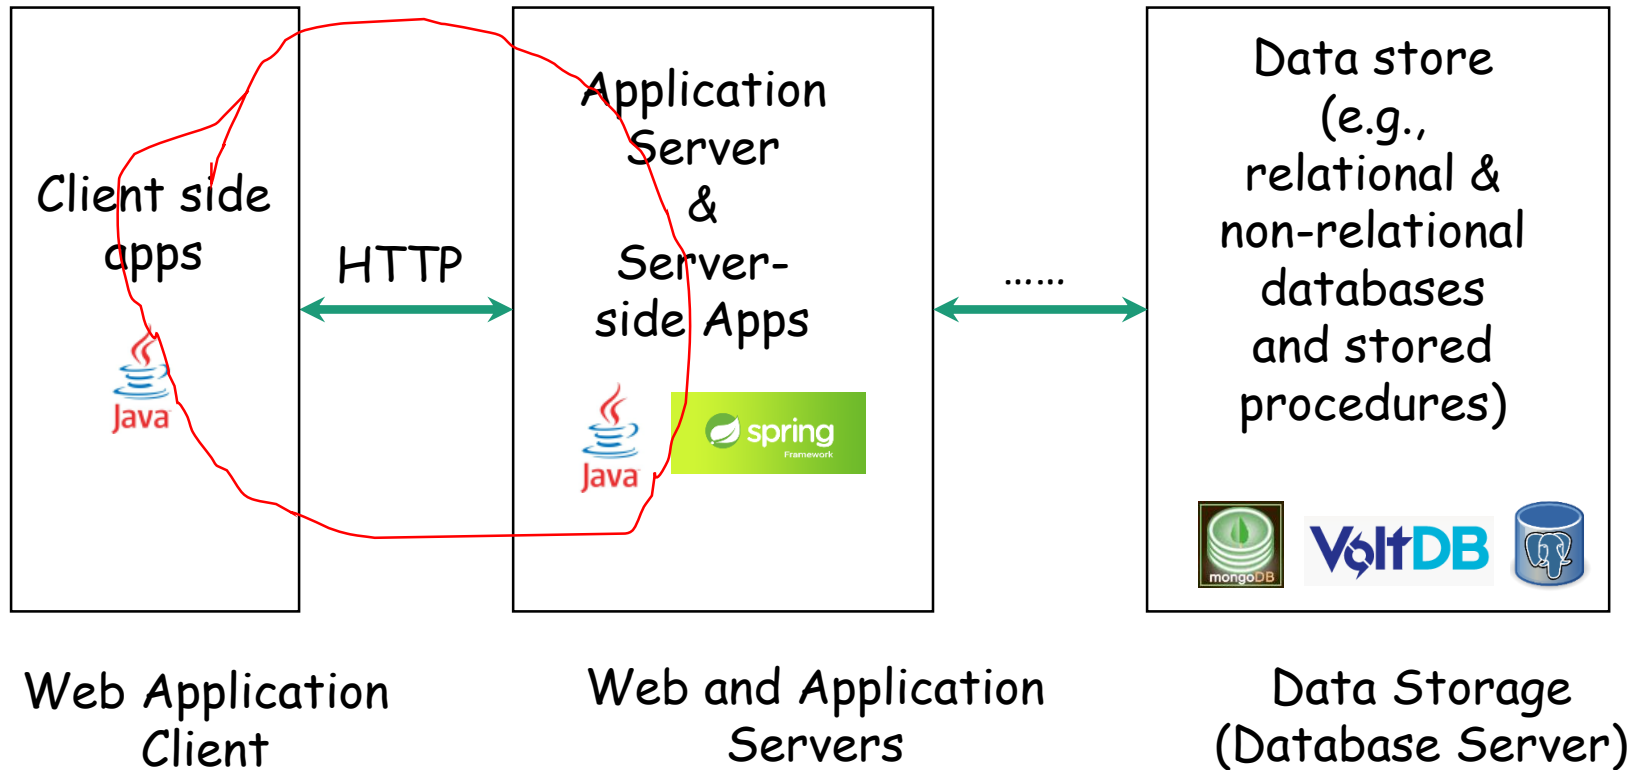 Client side
apps
Java
HTTP
Application
Server
&
Server-
side Apps
Java
spring
Framework
......
Data store
(e.g.,
relational &
non-relational
databases
and stored
procedures)
mongoDB
VoltDB
Web Application
Client
Web and Application
Servers
Data Storage
(Database Server)